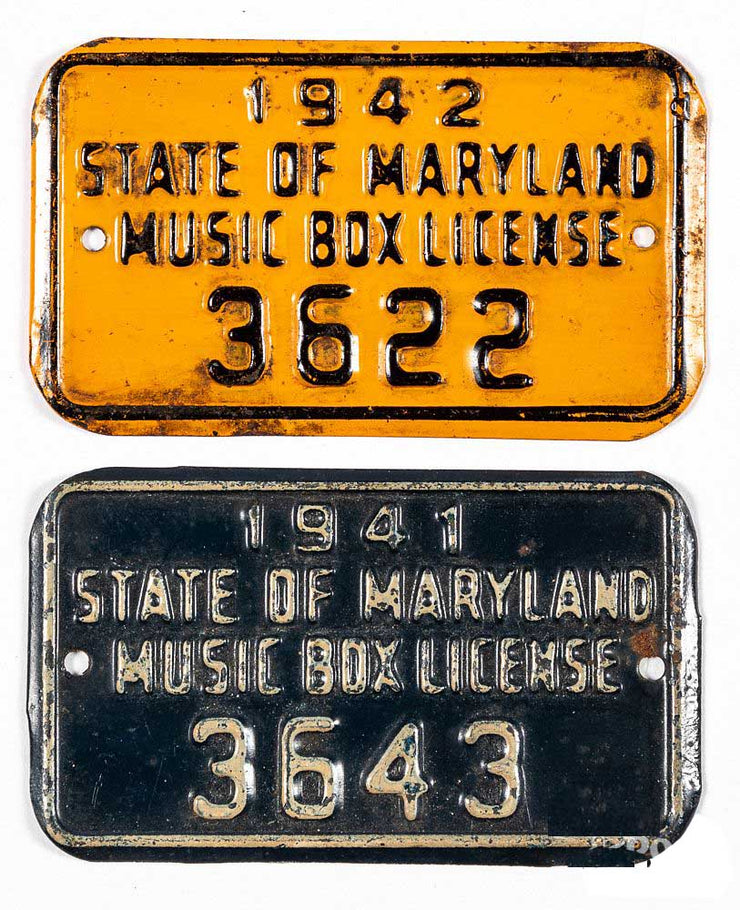 1942
STATE OF MARYLAND
MUSIC BOX LICENSE
3622
1941
STATE OF MARYLAND
MUSIC BOX LICENSE
3643